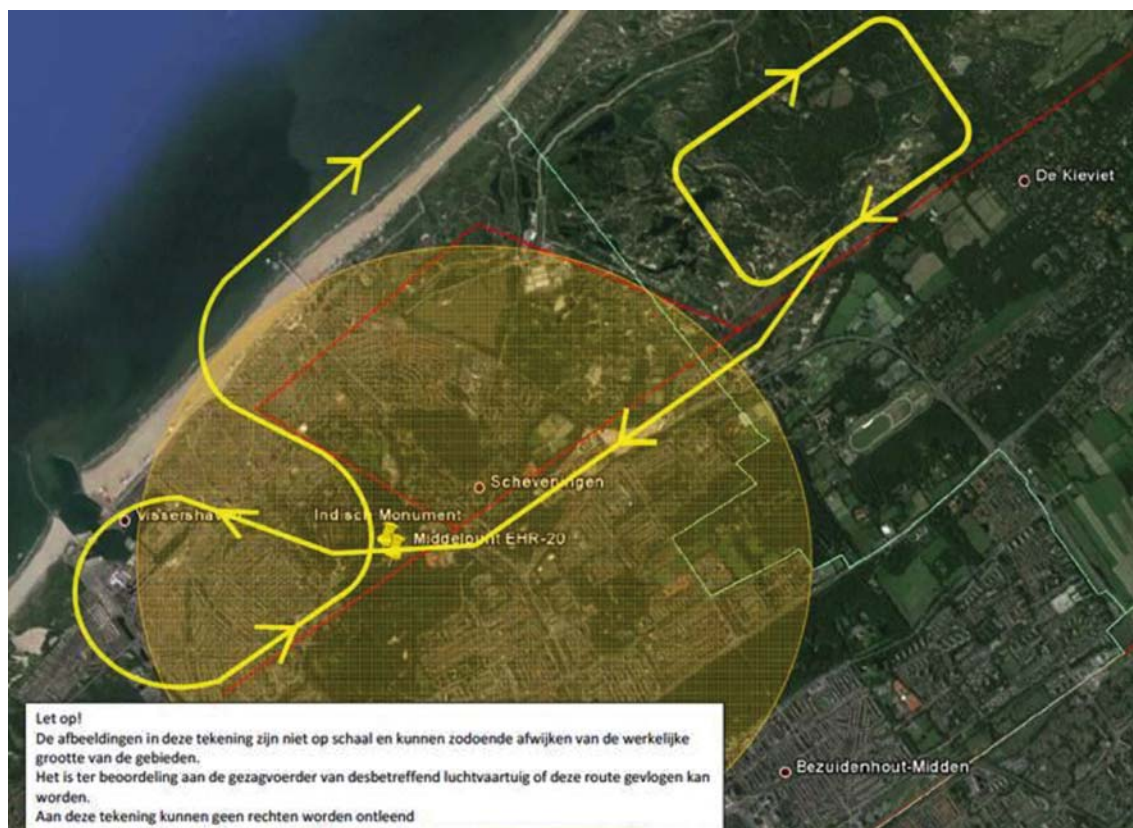 De Kieviet
Scheveningen
Vissershaven
Indisch Monument
Middelpunt EHR-20
Bezuidenhout-Midden
Let op!
De afbeeldingen in deze tekening zijn niet op schaal en kunnen zodoende afwijken van de werkelijke
grootte van de gebieden.
Het is ter beoordeling aan de gezagvoerder van desbetreffend luchtvaartuig of deze route gevlogen kan
worden.
Aan deze tekening kunnen geen rechten worden ontleend